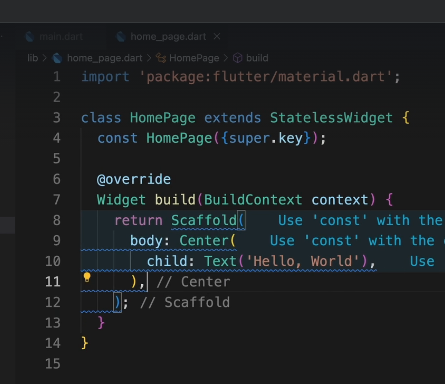 main.dart home_page.dart ×
lib > home_page.dart > HomePage > build
1 import 'package:flutter/material.dart';
2
3 class HomePage extends StatelessWidget {
4 const HomePage({super.key});
5
6 @override
7 Widget build(BuildContext context) {
8 return Scaffold( Use 'const' with the
9 body: Center( Use 'const' with the
10 child: Text('Hello, World'), Use
11 ), // Center
12 ); // Scaffold
13 }
14 }
15